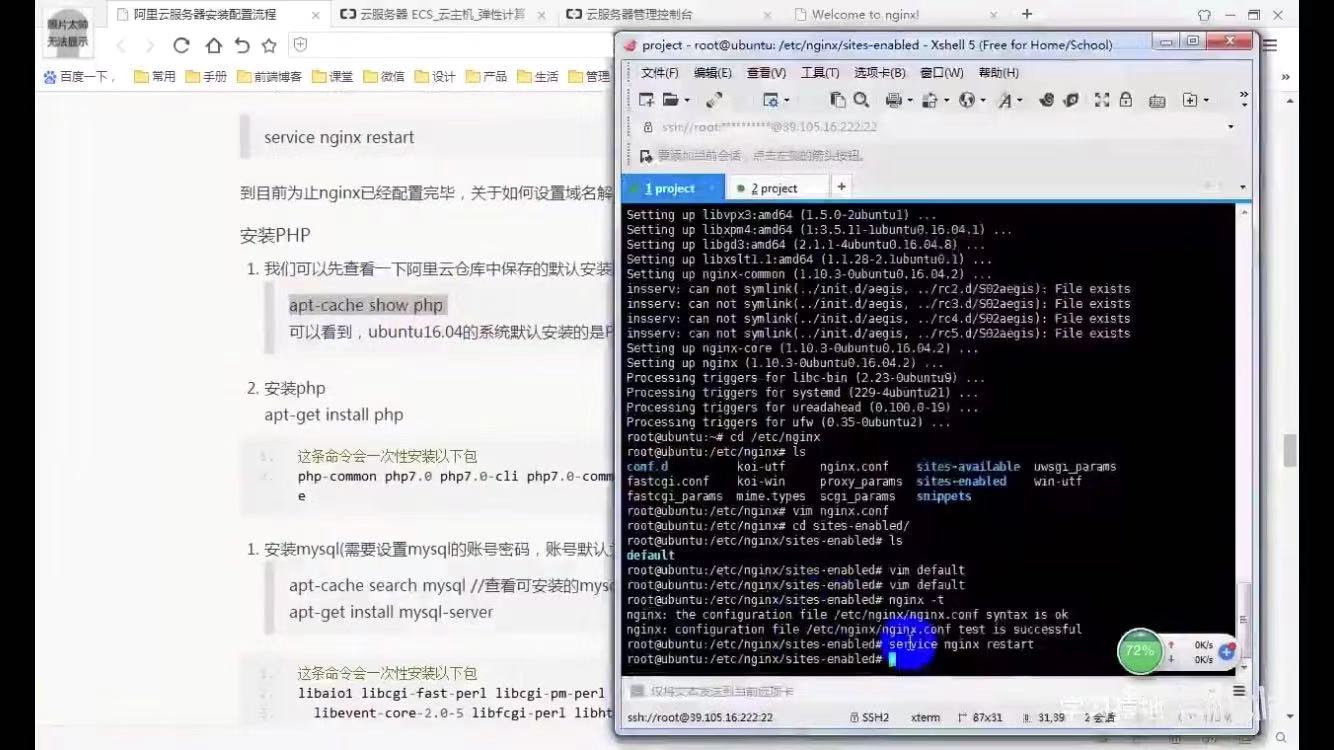 照片太帅
无法显示
阿里云服务器安装配置流程
云服务器 ECS_云主机_弹性计算
云服务器管理控制台
Welcome to nginx!
百度一下，
常用
手册
前端博客
课堂
微信
设计
产品
生活
管理
service nginx restart
到目前为止nginx已经配置完毕，关于如何设置域名解
安装PHP
1. 我们可以先查看一下阿里云仓库中保存的默认安装
apt-cache show php
可以看到，ubuntu16.04的系统默认安装的是P
2. 安装php
apt-get install php
1. 这条命令会一次性安装以下包
2. php-common php7.0 php7.0-cli php7.0-comm
e
1. 安装mysql(需要设置mysql的账号密码，账号默认
apt-cache search mysql //查看可安装的mys
apt-get install mysql-server
这条命令会一次性安装以下包
libaio1 libcgi-fast-perl libcgi-pm-perl
libevent-core-2.0-5 libfcgi-perl libht
project - root@ubuntu: /etc/nginx/sites-enabled - Xshell 5 (Free for Home/School)
文件(F) 编辑(E) 查看(V) 工具(T) 选项卡(B) 窗口(W) 帮助(H)
ssh://root:**********@39.105.16.222:22
要添加当前会话，点击左侧的箭头按钮。
1 project
2 project
Setting up libvpx3:amd64 (1.5.0-2ubuntu1) ...
Setting up libxpm4:amd64 (1:3.5.11-1ubuntu0.16.04.1) ...
Setting up libgd3:amd64 (2.1.1-4ubuntu0.16.04.8) ...
Setting up libxslt1.1:amd64 (1.1.28-2.1ubuntu0.1) ...
Setting up nginx-common (1.10.3-0ubuntu0.16.04.2) ...
insserv: can not symlink(../init.d/aegis, ../rc2.d/S02aegis): File exists
insserv: can not symlink(../init.d/aegis, ../rc3.d/S02aegis): File exists
insserv: can not symlink(../init.d/aegis, ../rc4.d/S02aegis): File exists
insserv: can not symlink(../init.d/aegis, ../rc5.d/S02aegis): File exists
Setting up nginx-core (1.10.3-0ubuntu0.16.04.2) ...
Setting up nginx (1.10.3-0ubuntu0.16.04.2) ...
Processing triggers for libc-bin (2.23-0ubuntu9) ...
Processing triggers for systemd (229-4ubuntu21) ...
Processing triggers for ureadahead (0.100.0-19) ...
Processing triggers for ufw (0.35-0ubuntu2) ...
root@ubuntu:~# cd /etc/nginx
root@ubuntu:/etc/nginx# ls
conf.d koi-utf nginx.conf sites-available uwsgi_params
fastcgi.conf koi-win proxy_params sites-enabled win-utf
fastcgi_params mime.types scgi_params snippets
root@ubuntu:/etc/nginx# vim nginx.conf
root@ubuntu:/etc/nginx# cd sites-enabled/
root@ubuntu:/etc/nginx/sites-enabled# ls
default
root@ubuntu:/etc/nginx/sites-enabled# vim default
root@ubuntu:/etc/nginx/sites-enabled# vim default
root@ubuntu:/etc/nginx/sites-enabled# nginx -t
nginx: the configuration file /etc/nginx/nginx.conf syntax is ok
nginx: configuration file /etc/nginx/nginx.conf test is successful
root@ubuntu:/etc/nginx/sites-enabled# service nginx restart
root@ubuntu:/etc/nginx/sites-enabled#
72%
0K/s
0K/s
仅将文本发送到当前选项卡
ssh://root@39.105.16.222:22
SSH2
xterm
87x31
31,39
2 会话